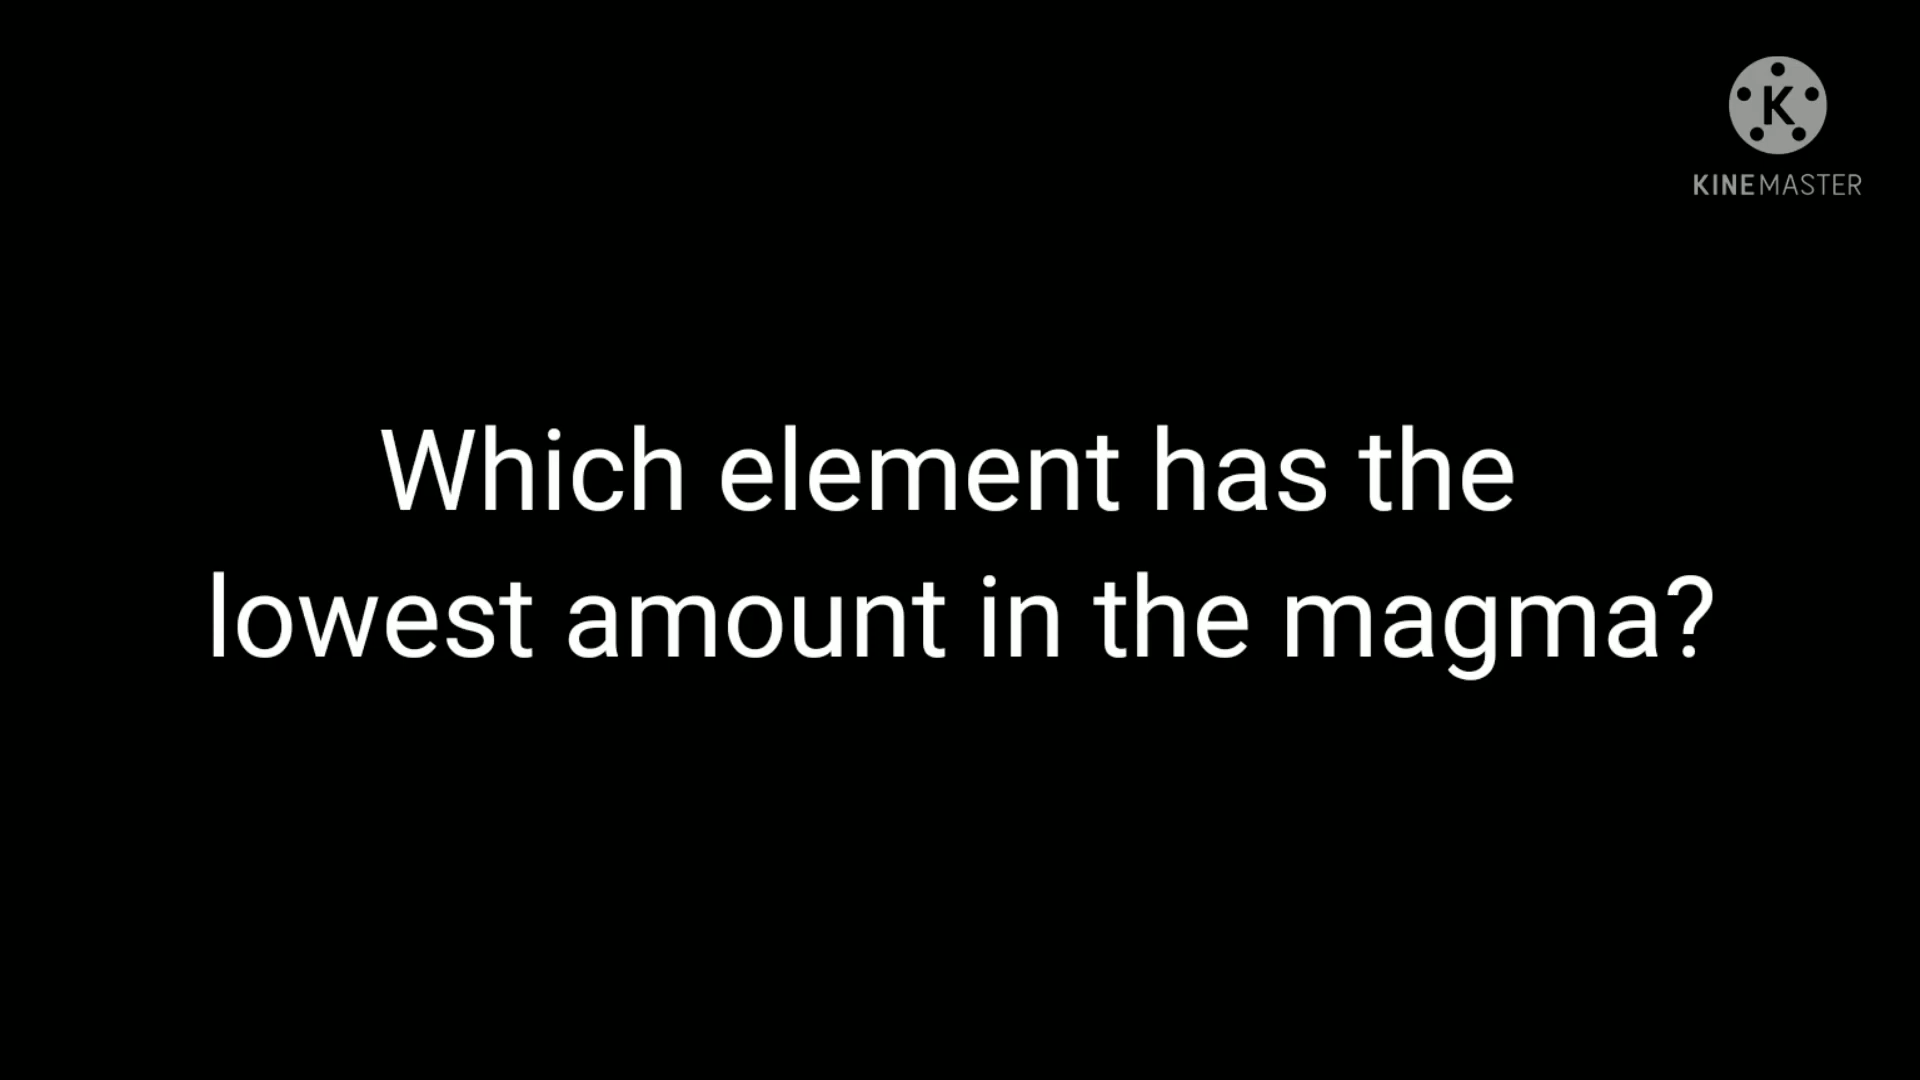 K
KINEMASTER
Which element has the
lowest amount in the magma?